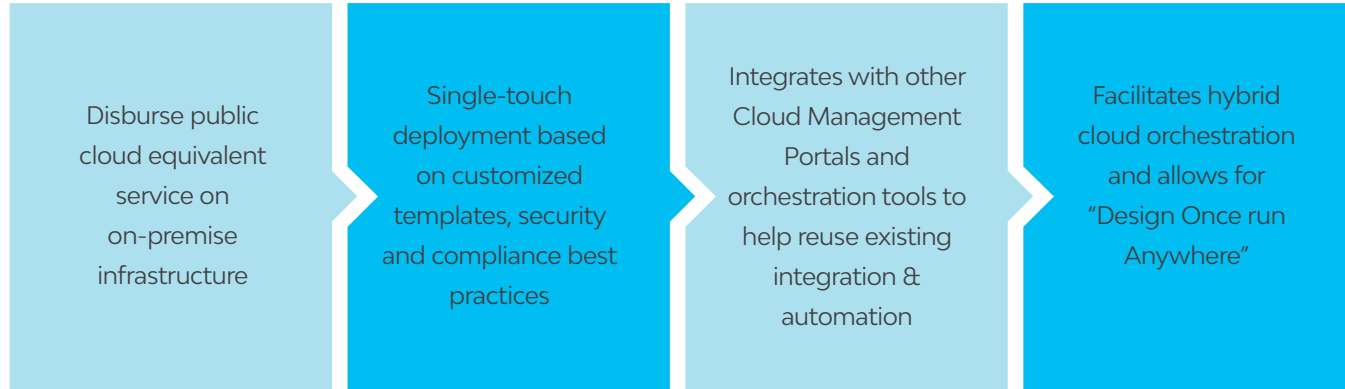 Disburse public
cloud equivalent
service on
on-premise
infrastructure
Single-touch
deployment based
on customized
templates, security
and compliance best
practices
Integrates with other
Cloud Management
Portals and
orchestration tools to
help reuse existing
integration &
automation
Facilitates hybrid
cloud orchestration
and allows for
"Design Once run
Anywhere"